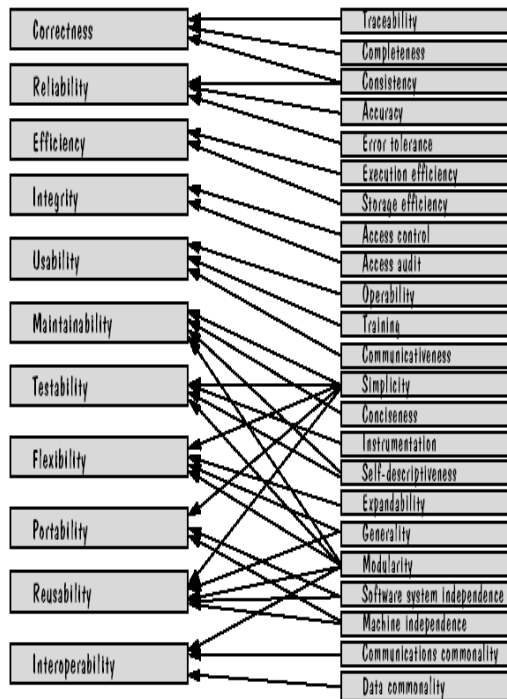 Correctness
Reliability
Efficiency
Integrity
Usability
Maintainability
Testability
Flexibility
Portability
Reusability
Interoperability
Traceability
Completeness
Consistency
Accuracy
Error tolerance
Execution efficiency
Storage efficiency
Access control
Access audit
Operability
Training
Communicativeness
Simplicity
Conciseness
Instrumentation
Self-descriptiveness
Expandability
Generality
Modularity
Software system independence
Machine independence
Communications commonality
Data commonality